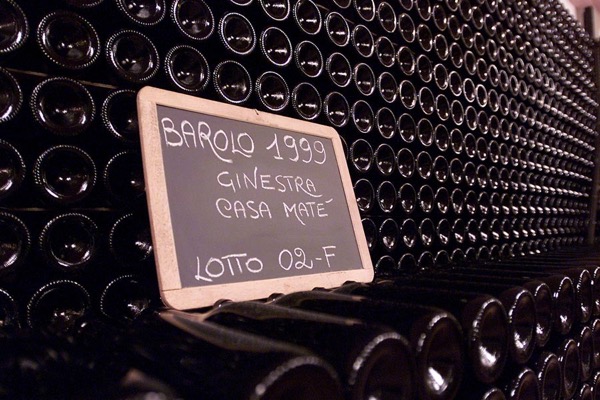 BAROLO 1999
GINESTRA
CASA MATÉ
LOTTO 02-F